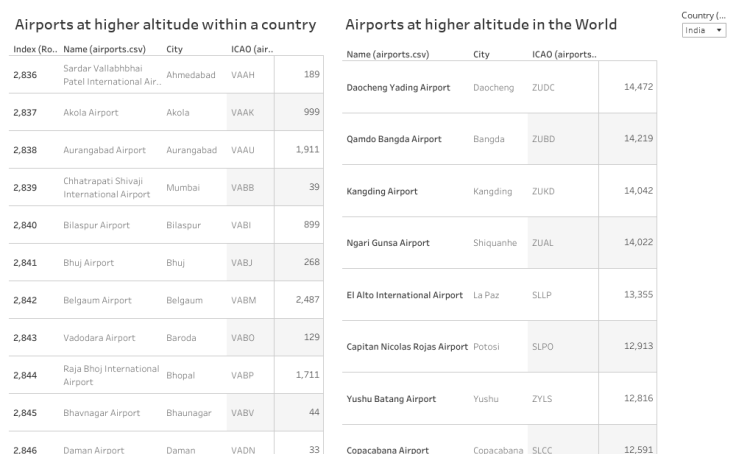 Airports at higher altitude within a country
Index (Ro.. Name (airports.csv) City ICAO (air..
2,836 Sardar Vallabhbhai Patel International Air.. Ahmedabad VAAH 189
2,837 Akola Airport Akola VAAK 999
2,838 Aurangabad Airport Aurangabad VAAU 1,911
2,839 Chhatrapati Shivaji International Airport Mumbai VABB 39
2,840 Bilaspur Airport Bilaspur VABI 899
2,841 Bhuj Airport Bhuj VABJ 268
2,842 Belgaum Airport Belgaum VABM 2,487
2,843 Vadodara Airport Baroda VABO 129
2,844 Raja Bhoj International Airport Bhopal VABP 1,711
2,845 Bhavnagar Airport Bhaunagar VABV 44
2,846 Daman Airport Daman VADN 33
Airports at higher altitude in the World
Name (airports.csv) City ICAO (airports..
Daocheng Yading Airport Daocheng ZUDC 14,472
Qamdo Bangda Airport Bangda ZUBD 14,219
Kangding Airport Kangding ZUKD 14,042
Ngari Gunsa Airport Shiquanhe ZUAL 14,022
El Alto International Airport La Paz SLLP 13,355
Capitan Nicolas Rojas Airport Potosi SLPO 12,913
Yushu Batang Airport Yushu ZYLS 12,816
Copacabana Airport Copacabana SLCC 12,591
Country (...
India